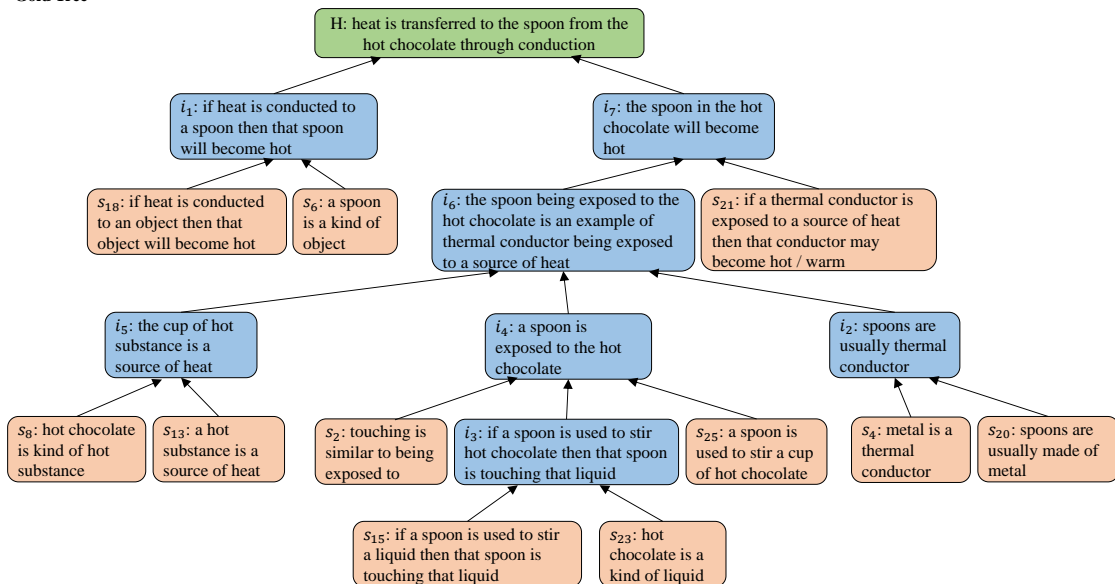 H: heat is transferred to the spoon from the
hot chocolate through conduction
i₁: if heat is conducted to
a spoon then that spoon
will become hot
i₇: the spoon in the hot
chocolate will become
hot
s₁₈: if heat is conducted
to an object then that
object will become hot
s₆: a spoon
is a kind of
object
i₆: the spoon being exposed to the
hot chocolate is an example of
thermal conductor being exposed
to a source of heat
s₂₁: if a thermal conductor is
exposed to a source of heat
then that conductor may
become hot / warm
i₅: the cup of hot
substance is a
source of heat
i₄: a spoon is
exposed to the hot
chocolate
i₂: spoons are
usually thermal
conductor
s₈: hot chocolate
is kind of hot
substance
s₁₃: a hot
substance is a
source of heat
s₂: touching is
similar to being
exposed to
i₃: if a spoon is used to stir
hot chocolate then that spoon
is touching that liquid
s₂₅: a spoon is
used to stir a cup
of hot chocolate
s₄: metal is a
thermal
conductor
s₂₀: spoons are
usually made of
metal
s₁₅: if a spoon is used to stir
a liquid then that spoon is
touching that liquid
s₂₃: hot
chocolate is a
kind of liquid